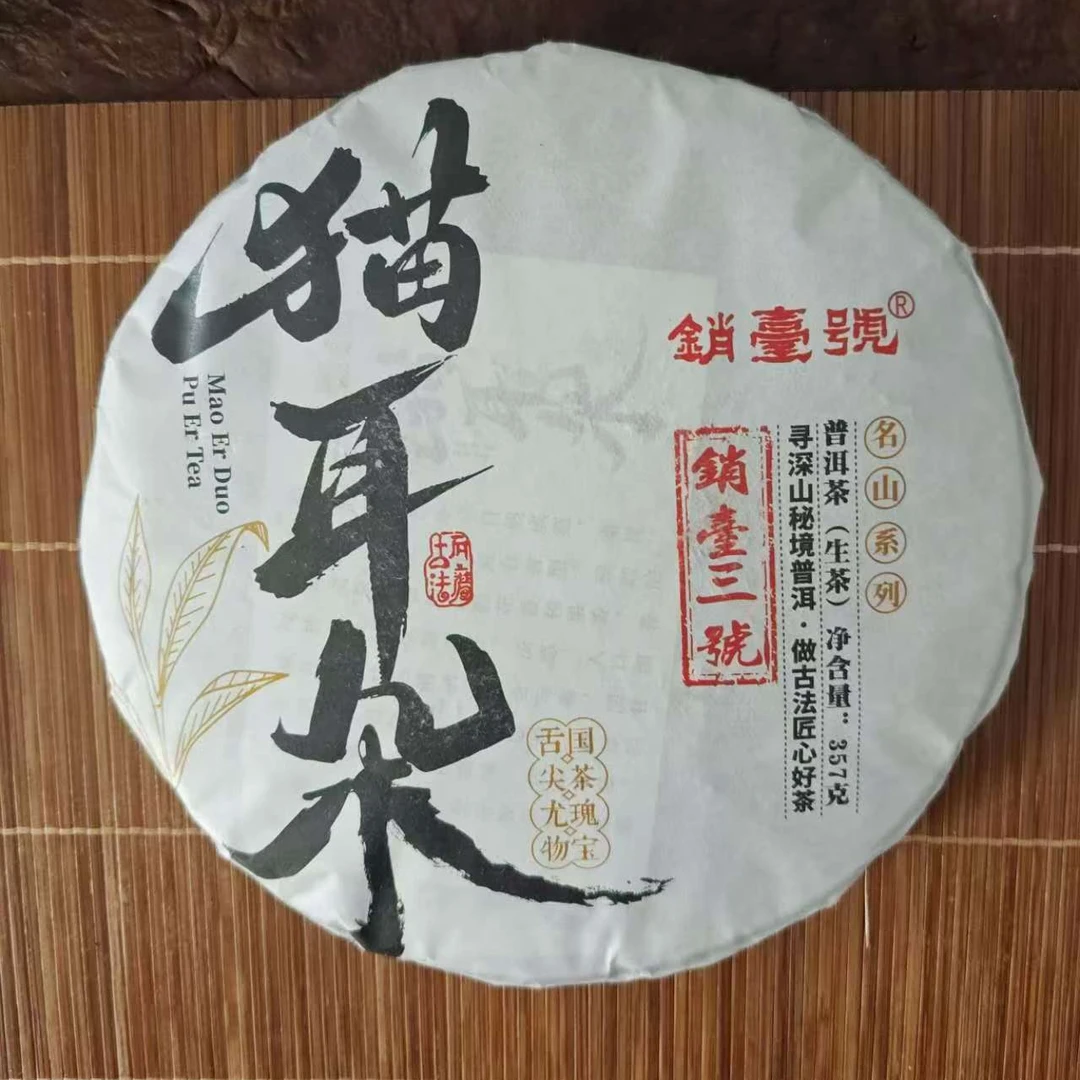 猫耳朵
Mao Er Duo
Pu Er Tea
銷臺號®
名山系列
普洱茶（生茶）净含量：357克
寻深山秘境普洱·做古法匠心好茶
銷臺三號
国茶瑰宝
舌尖尤物